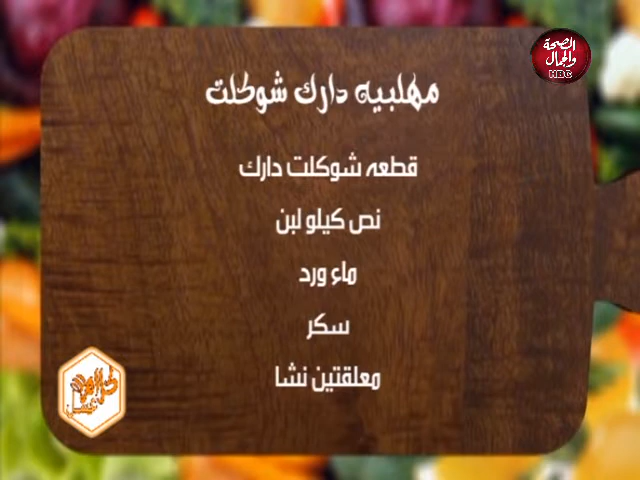 الصحة
والجمال
HBC
مهلبيه دارك شوكلت
قطعه شوكلت دارك
نص كيلو لبن
ماء ورد
سكر
معلقتين نشا